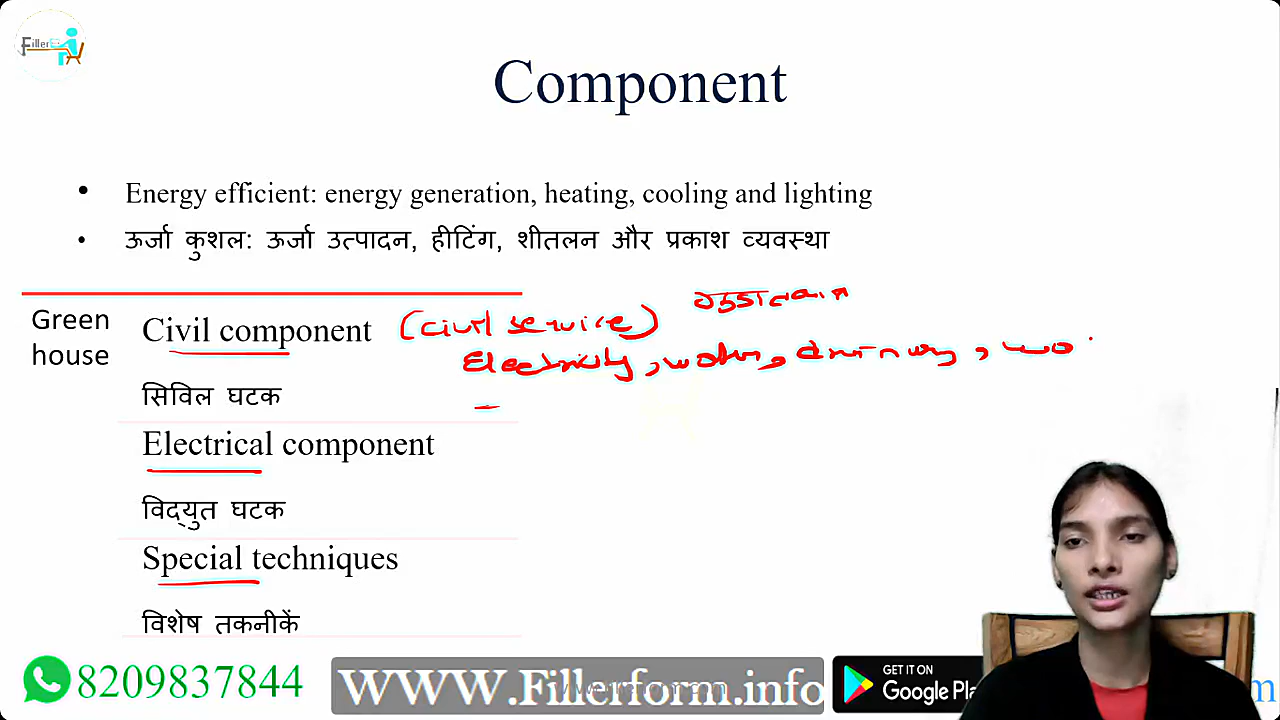 Filler
Component
• Energy efficient: energy generation, heating, cooling and lighting
• ऊर्जा कुशल: ऊर्जा उत्पादन, हीटिंग, शीतलन और प्रकाश व्यवस्था
Green house
Civil component (Civil service)
Electricity, water,
सिविल घटक
Electrical component
विद्युत घटक
Special techniques
विशेष तकनीकें
8209837844
www.Fillerform.info
GET IT ON
Google Pla